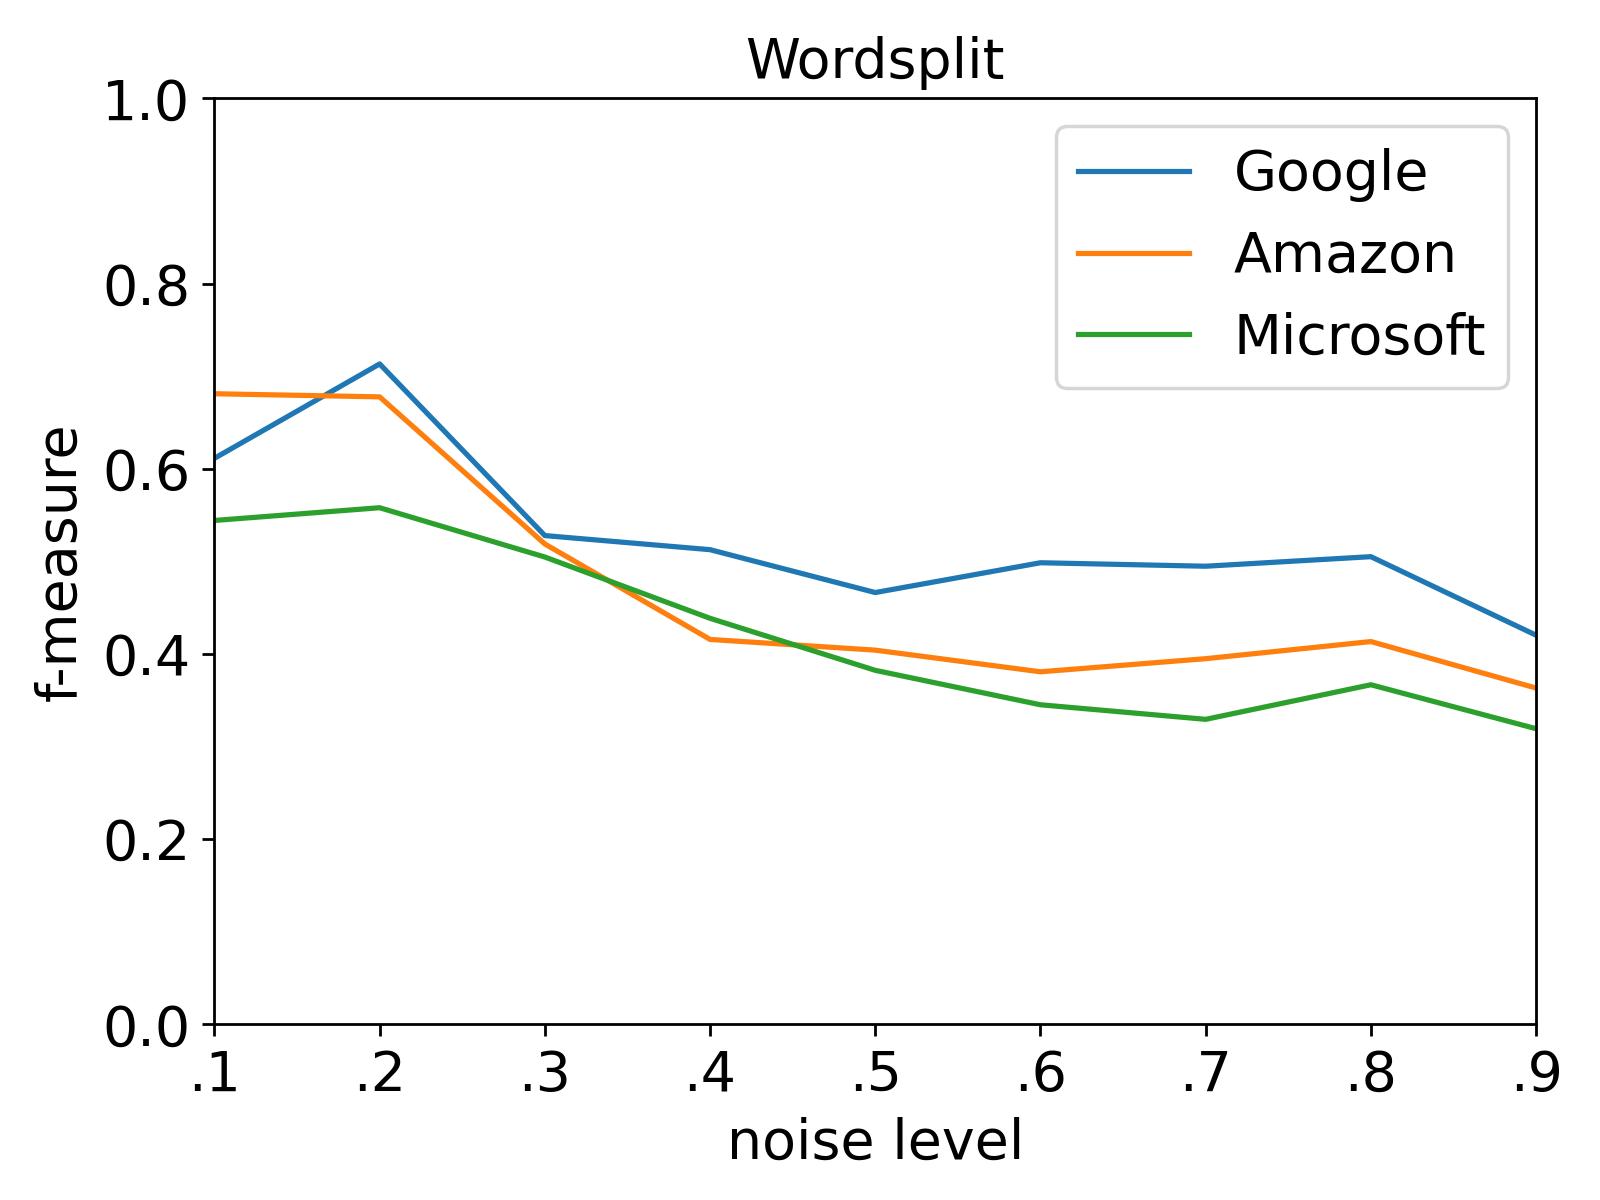 Wordsplit
1.0
0.8
0.6
0.4
0.2
0.0
f-measure
Google
Amazon
Microsoft
.1 .2 .3 .4 .5 .6 .7 .8 .9
noise level